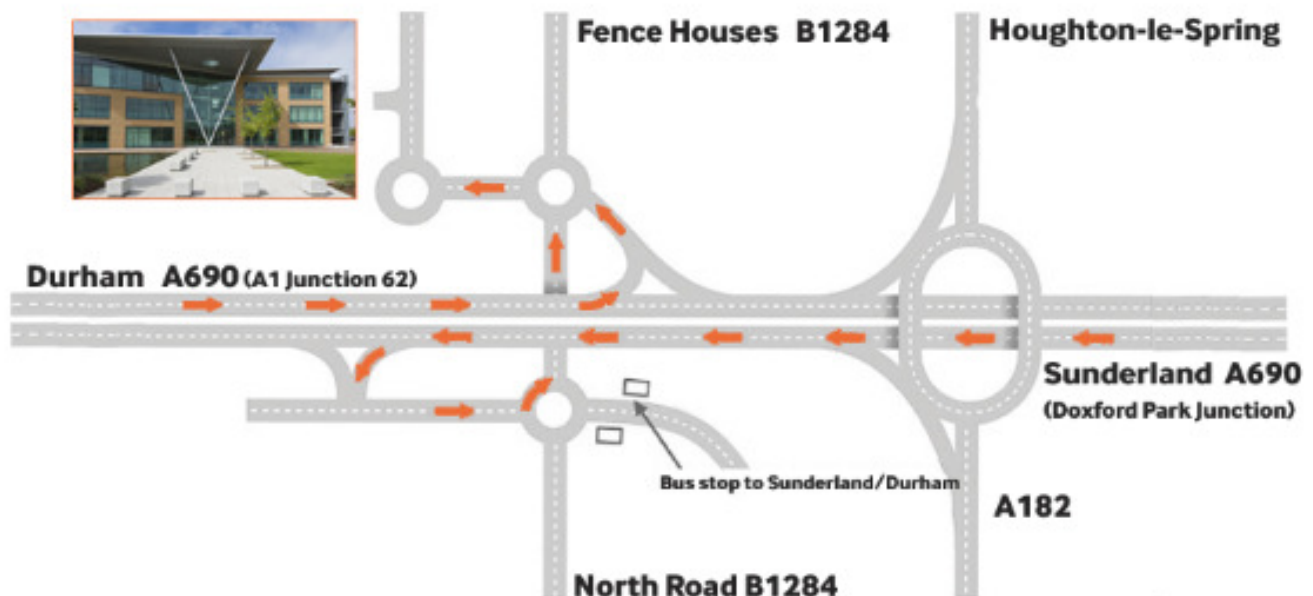 Fence Houses B1284
Houghton-le-Spring
Durham A690 (A1 Junction 62)
Sunderland A690
(Doxford Park Junction)
Bus stop to Sunderland/Durham
A182
North Road B1284